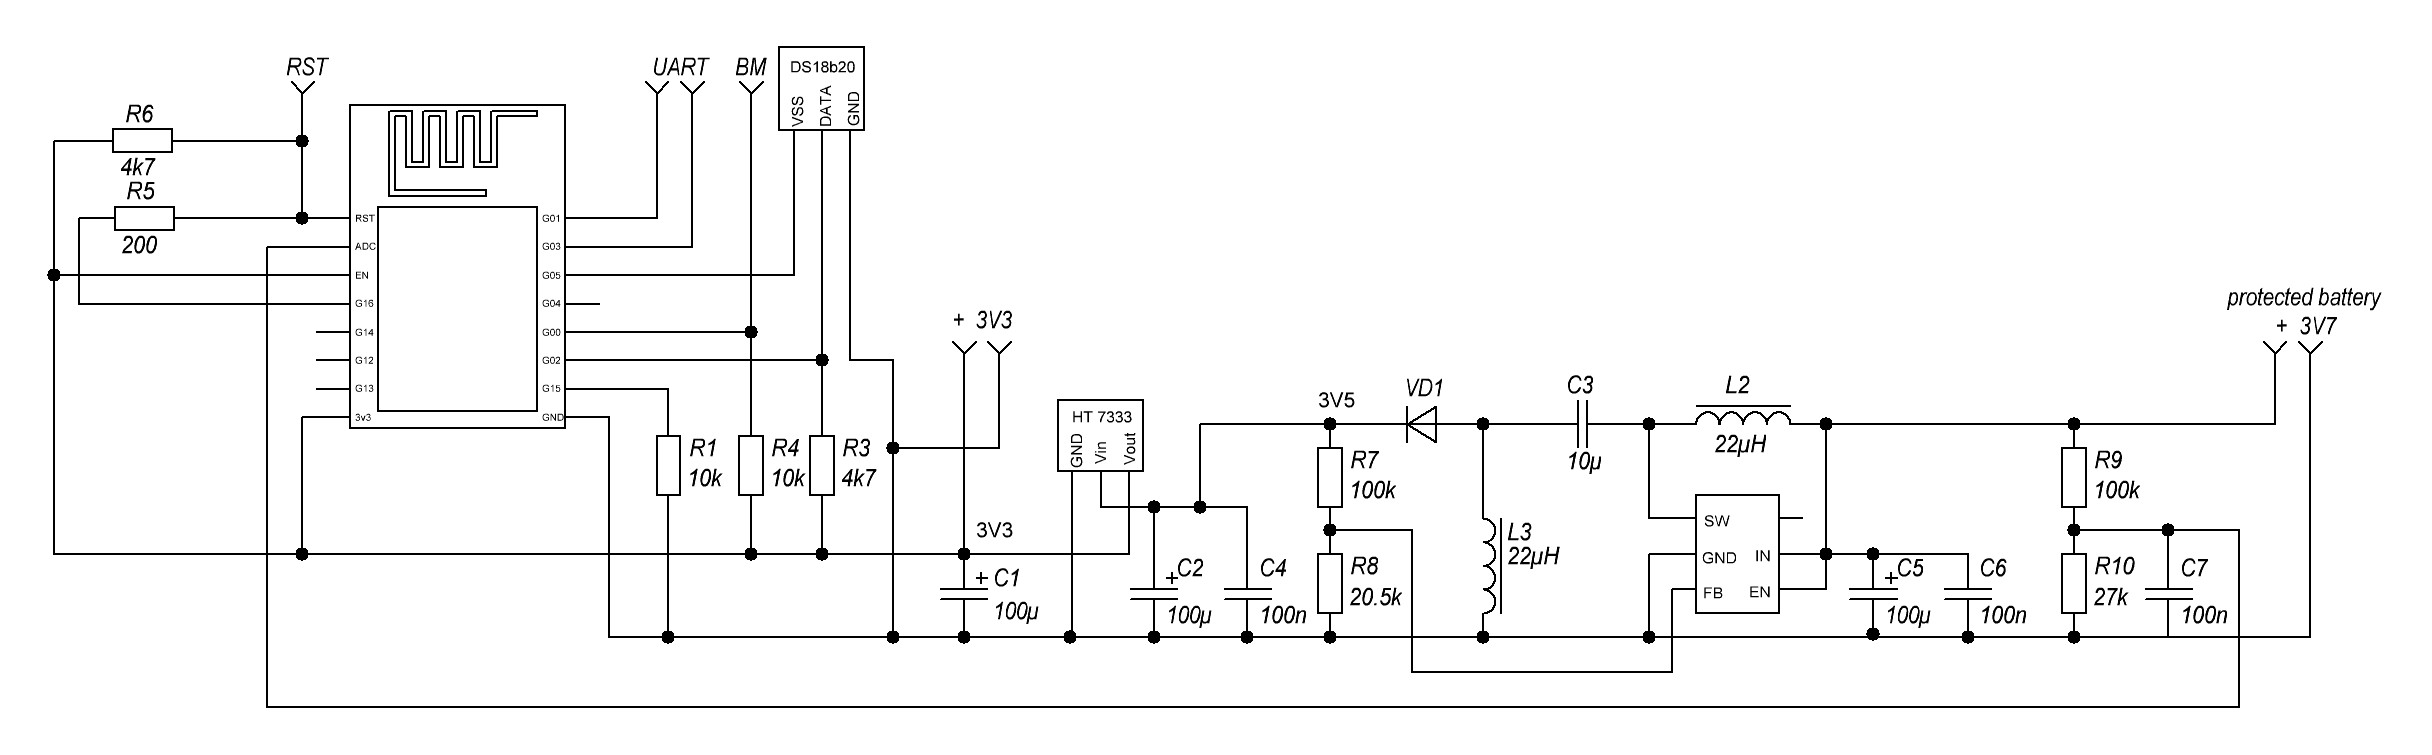 RST
UART
BM
DS18b20
VSS
DATA
GND
R6
4k7
R5
200
RST
ADC
EN
G16
G14
G12
G13
3v3
G01
G03
G05
G04
G00
G02
G15
GND
R1
10k
R4
10k
R3
4k7
+ 3V3
3V3
+ C1
100µ
HT 7333
GND
Vin
Vout
+ C2
100µ
C4
100n
3V5
VD1
R7
100k
R8
20.5k
C3
10µ
L3
22µH
L2
22µH
SW
GND
FB
IN
EN
+ C5
100µ
C6
100n
R9
100k
R10
27k
C7
100n
protected battery
+ 3V7